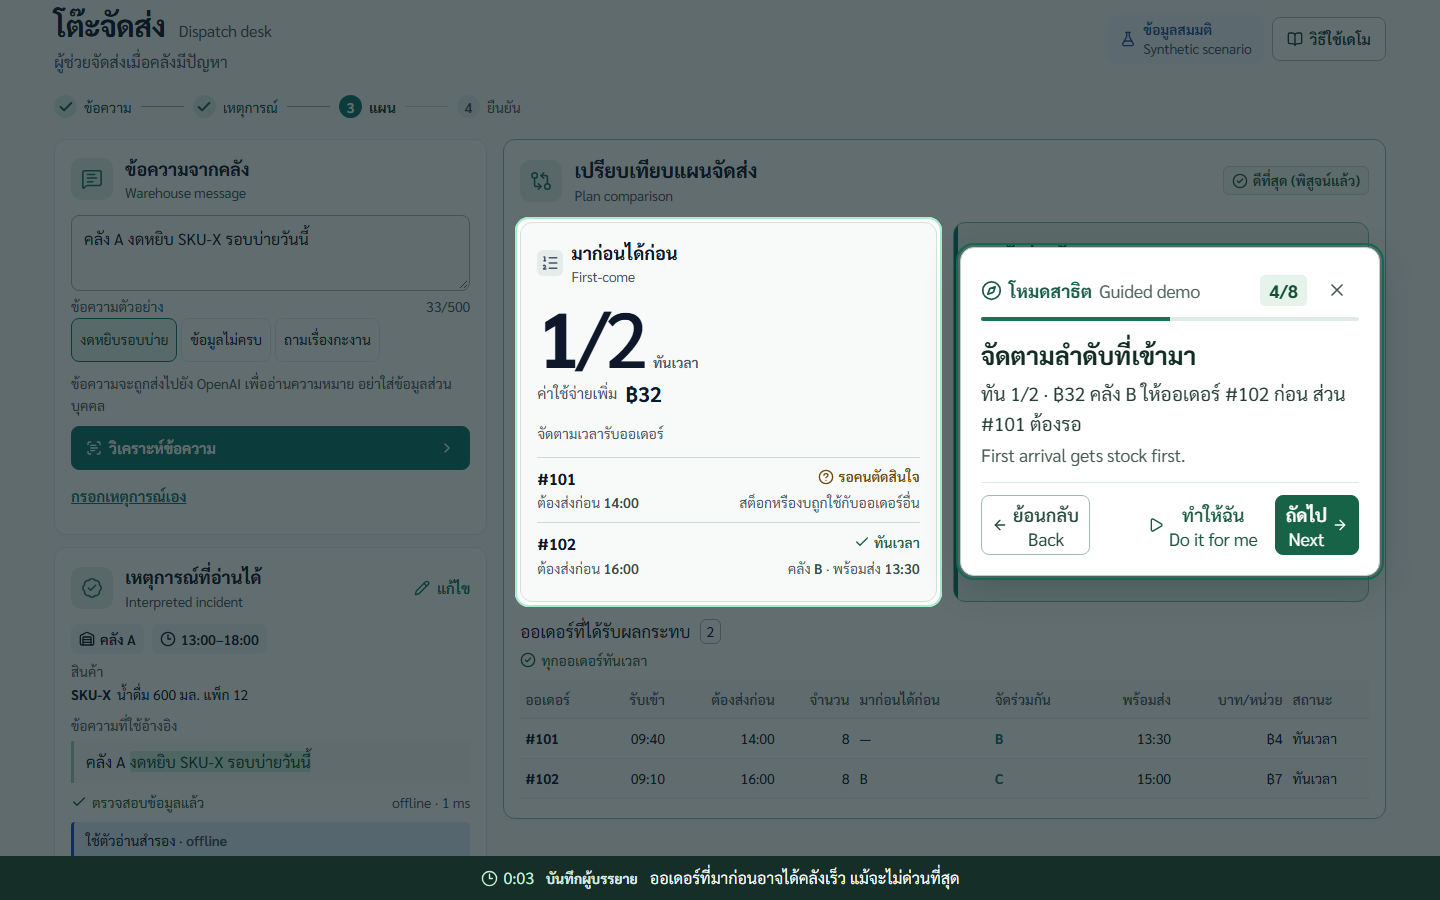 โต๊ะจัดส่ง Dispatch desk
ผู้ช่วยจัดส่งเมื่อคลังมีปัญหา
ข้อมูลสมมติ
Synthetic scenario
วิธีใช้เดโม
ข้อความ
เหตุการณ์
3 แผน
4 ยืนยัน
ข้อความจากคลัง
Warehouse message
คลัง A งดหยิบ SKU-X รอบบ่ายวันนี้
ข้อความตัวอย่าง 33/500
งดหยิบรอบบ่าย ข้อมูลไม่ครบ ถามเรื่องกะงาน
ข้อความจะถูกส่งไปยัง OpenAI เพื่ออ่านความหมาย อย่าใส่ข้อมูลส่วน
บุคคล
วิเคราะห์ข้อความ
กรอกเหตุการณ์เอง
เหตุการณ์ที่อ่านได้
Interpreted incident
แก้ไข
คลัง A 13:00–18:00
สินค้า
SKU-X น้ำดื่ม 600 มล. แพ็ก 12
ข้อความที่ใช้อ้างอิง
คลัง A งดหยิบ SKU-X รอบบ่ายวันนี้
ตรวจสอบข้อมูลแล้ว offline · 1 ms
ใช้ตัวอ่านสำรอง · offline
เปรียบเทียบแผนจัดส่ง
Plan comparison
ดีที่สุด (พิสูจน์แล้ว)
มาก่อนได้ก่อน
First-come
1/2 ทันเวลา
ค่าใช้จ่ายเพิ่ม ฿32
จัดตามเวลารับออเดอร์
#101 รอคนตัดสินใจ
ต้องส่งก่อน 14:00 สต็อกหรืองบถูกใช้กับออเดอร์อื่น
#102 ทันเวลา
ต้องส่งก่อน 16:00 คลัง B · พร้อมส่ง 13:30
โหมดสาธิต Guided demo 4/8
จัดตามลำดับที่เข้ามา
ทัน 1/2 · ฿32 คลัง B ให้ออเดอร์ #102 ก่อน ส่วน
#101 ต้องรอ
First arrival gets stock first.
ย้อนกลับ
Back
ทำให้ฉัน
Do it for me
ถัดไป
Next
ออเดอร์ที่ได้รับผลกระทบ 2
ทุกออเดอร์ทันเวลา
ออเดอร์ รับเข้า ต้องส่งก่อน จำนวน มาก่อนได้ก่อน จัดร่วมกัน พร้อมส่ง บาท/หน่วย สถานะ
#101 09:40 14:00 8 — B 13:30 ฿4 ทันเวลา
#102 09:10 16:00 8 B C 15:00 ฿7 ทันเวลา
0:03 บันทึกผู้บรรยาย ออเดอร์ที่มาก่อนอาจได้คลังเร็ว แม้จะไม่ด่วนที่สุด